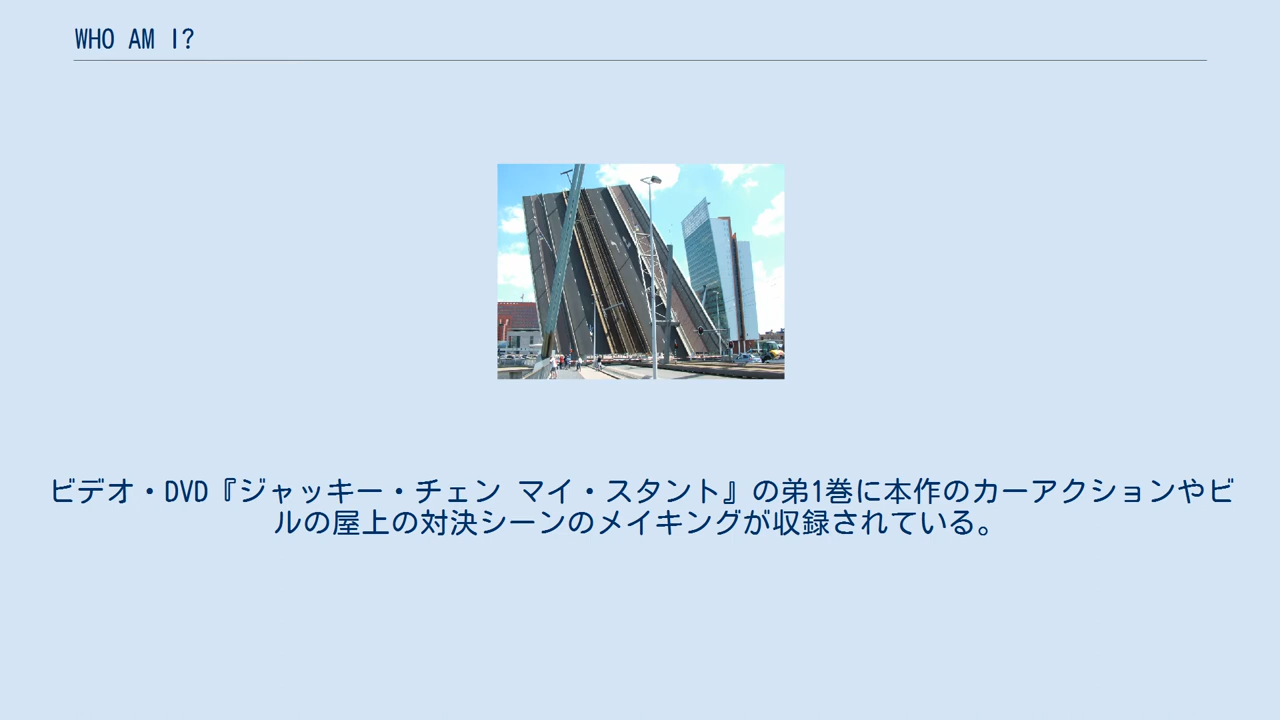 WHO AM I?
ビデオ・DVD『ジャッキー・チェン マイ・スタント』の弟1巻に本作のカーアクションやビ
ルの屋上の対決シーンのメイキングが収録されている。